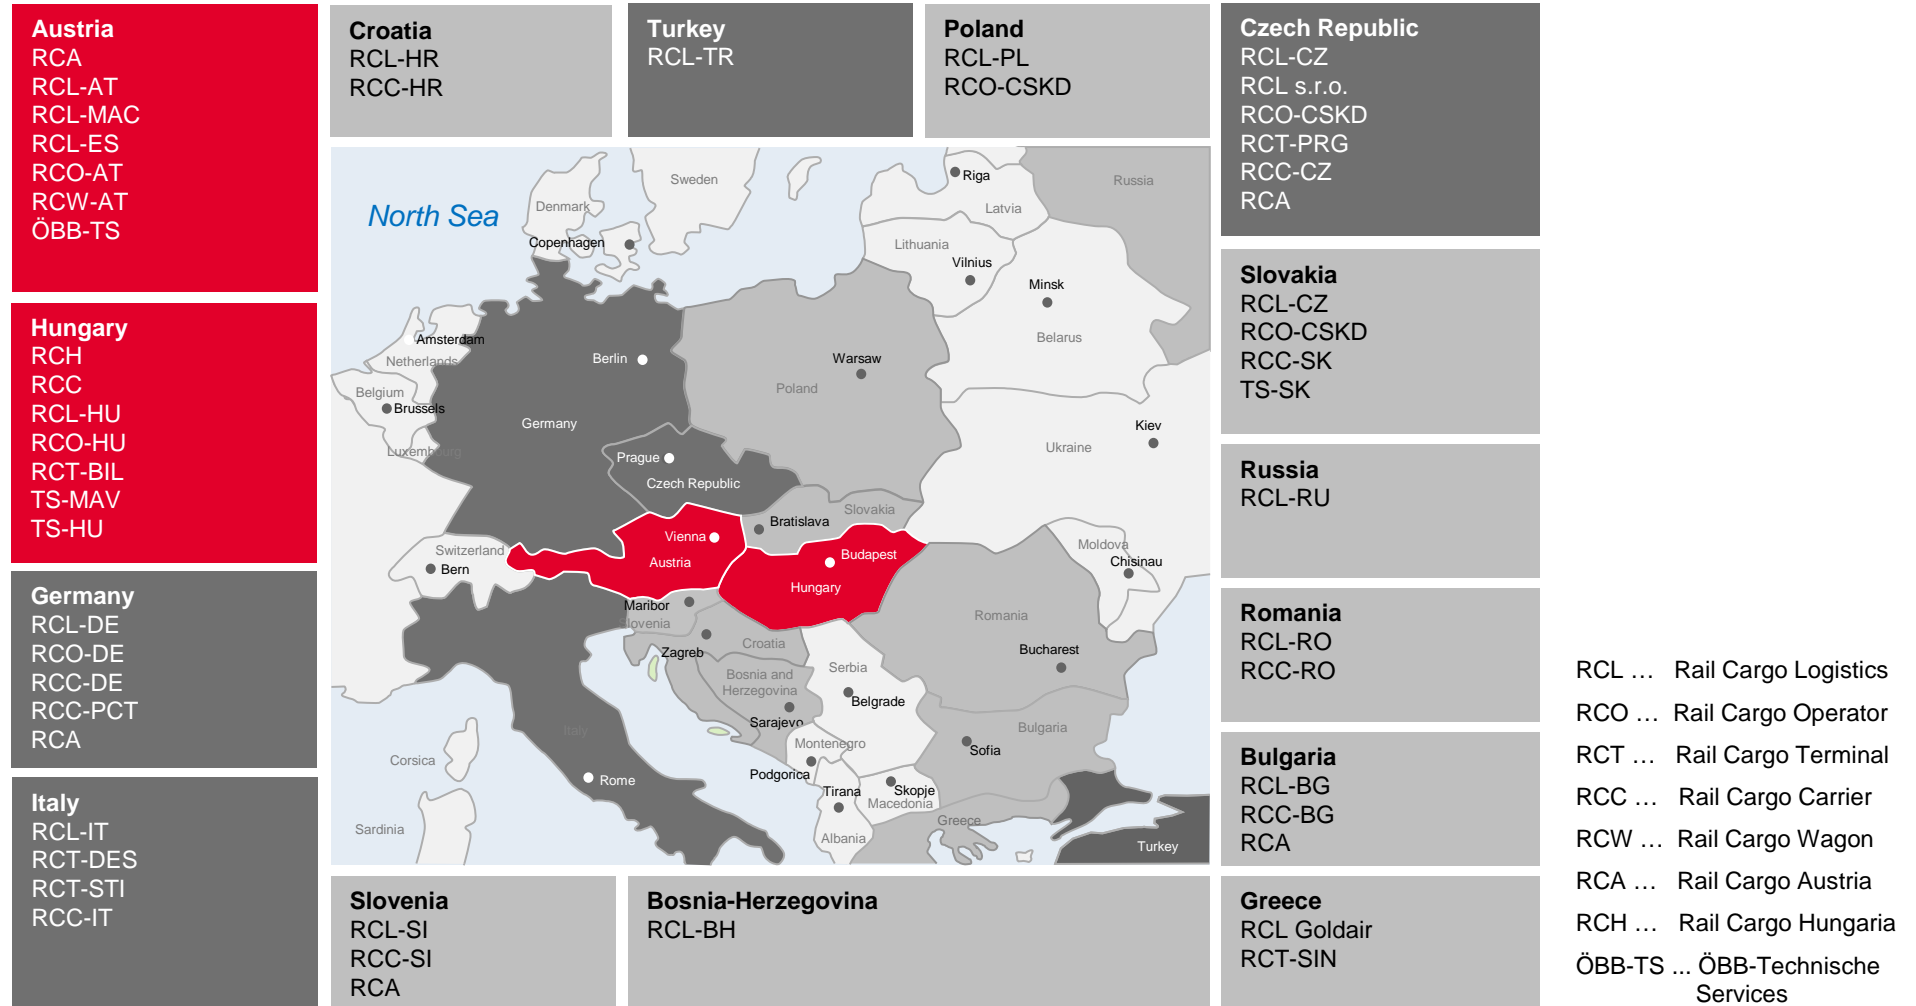 Austria
RCA
RCL-AT
RCL-MAC
RCL-ES
RCO-AT
RCW-AT
ÖBB-TS
Croatia
RCL-HR
RCC-HR
Turkey
RCL-TR
Poland
RCL-PL
RCO-CSKD
Czech Republic
RCL-CZ
RCL s.r.o.
RCO-CSKD
RCT-PRG
RCC-CZ
RCA
Hungary
RCH
RCC
RCL-HU
RCO-HU
RCT-BIL
TS-MAV
TS-HU
Germany
RCL-DE
RCO-DE
RCC-DE
RCC-PCT
RCA
Italy
RCL-IT
RCT-DES
RCT-STI
RCC-IT
North Sea
Sweden
Denmark
Copenhagen
Riga
Latvia
Russia
Lithuania
Vilnius
Minsk
Belarus
Amsterdam
Netherlands
Berlin
Warsaw
Poland
Belgium
Brussels
Germany
Luxembourg
Kiev
Ukraine
Prague
Czech Republic
Slovakia
Bratislava
Vienna
Austria
Budapest
Hungary
Switzerland
Bern
Moldova
Chisinau
Maribor
Slovenia
Zagreb
Croatia
Romania
Bucharest
Bosnia and
Herzegovina
Sarajevo
Serbia
Belgrade
Italy
Rome
Montenegro
Podgorica
Bulgaria
Sofia
Corsica
Sardinia
Tirana
Albania
Skopje
Macedonia
Greece
Turkey
Slovakia
RCL-CZ
RCO-CSKD
RCC-SK
TS-SK
Russia
RCL-RU
Romania
RCL-RO
RCC-RO
Bulgaria
RCL-BG
RCC-BG
RCA
Slovenia
RCL-SI
RCC-SI
RCA
Bosnia-Herzegovina
RCL-BH
Greece
RCL Goldair
RCT-SIN
RCL … Rail Cargo Logistics
RCO … Rail Cargo Operator
RCT … Rail Cargo Terminal
RCC … Rail Cargo Carrier
RCW … Rail Cargo Wagon
RCA … Rail Cargo Austria
RCH … Rail Cargo Hungaria
ÖBB-TS ... ÖBB-Technische
Services